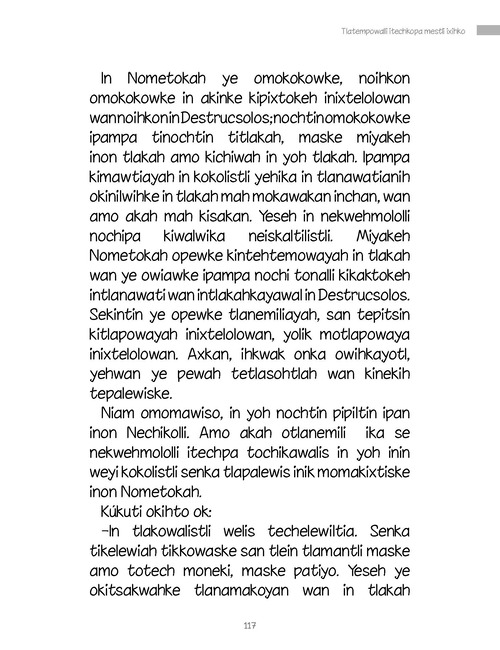 Tlatempowalli itechkopa mestli ixihko
In Nometokah ye omokokowke, noihkon
omokokowke in akinke kipixtokeh inixtelolowan
wan noihkon in Destrucsolos; nochtin omokokowke
ipampa tinochtin titlakah, maske miyakeh
inon tlakah amo kichiwah in yoh tlakah. Ipampa
kimawtiayah in kokolistli yehika in tlanawatianih
okinilwihke in tlakah mah mokawakan inchan, wan
amo akah mah kisakan. Yeseh in nekwehmololli
nochipa kiwalwika neiskaltilistli. Miyakeh
Nometokah opewke kintehtemowayah in tlakah
wan ye owiawke ipampa nochi tonalli kikaktokeh
intlanawati wan intlakahkayawal in Destrucsolos.
Sekintin ye opewke tlanemiliayah, san tepitsin
kitlapowayah inixtelolowan, yolik motlapowaya
inixtelolowan. Axkan, ihkwak onka owihkayotl,
yehwan ye pewah tetlasohtlah wan kinekih
tepalewiske.
Niam omomawiso, in yoh nochtin pipiltin ipan
inon Nechikolli. Amo akah otlanemili ika se
nekwehmololli itechpa tochikawalis in yoh inin
weyi kokolistli senka tlapalewis inik momakixtiske
inon Nometokah.
Kúkuti okihto ok:
–In tlakowalistli welis techelewiltia. Senka
tikelewiah tikkowaske san tlein tlamantli maske
amo totech moneki, maske patiyo. Yeseh ye
okitsakwahke tlanamakoyan wan in tlakah
117